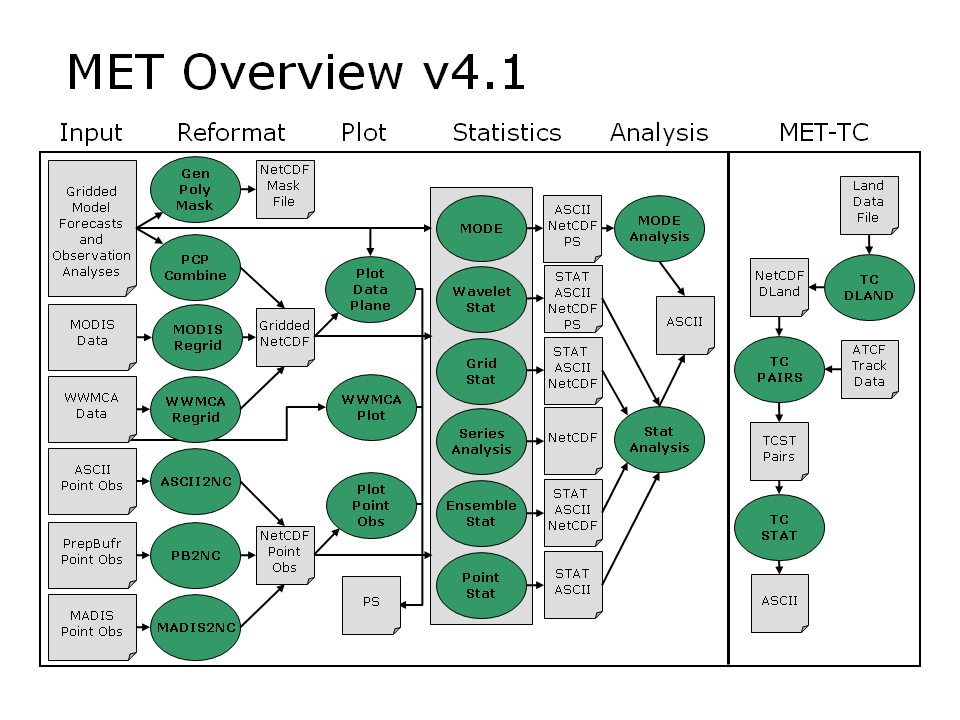 MET Overview v4.1
Input
Reformat
Plot
Statistics
Analysis
MET-TC
Gridded
Model
Forecasts
and
Observation
Analyses
MODIS
Data
WWMCA
Data
ASCII
Point Obs
PrepBufr
Point Obs
MADIS
Point Obs
Gen
Poly
Mask
PCP
Combine
MODIS
Regrid
WWMCA
Regrid
ASCII2NC
PB2NC
MADIS2NC
NetCDF
Mask
File
Gridded
NetCDF
NetCDF
Point
Obs
Plot
Data
Plane
WWMCA
Plot
Plot
Point
Obs
PS
MODE
Wavelet
Stat
Grid
Stat
Series
Analysis
Ensemble
Stat
Point
Stat
ASCII
NetCDF
PS
STAT
ASCII
NetCDF
PS
STAT
ASCII
NetCDF
NetCDF
STAT
ASCII
NetCDF
STAT
ASCII
MODE
Analysis
ASCII
Stat
Analysis
Land
Data
File
NetCDF
DLand
TC
DLAND
TC
PAIRS
ATCF
Track
Data
TCST
Pairs
TC
STAT
ASCII